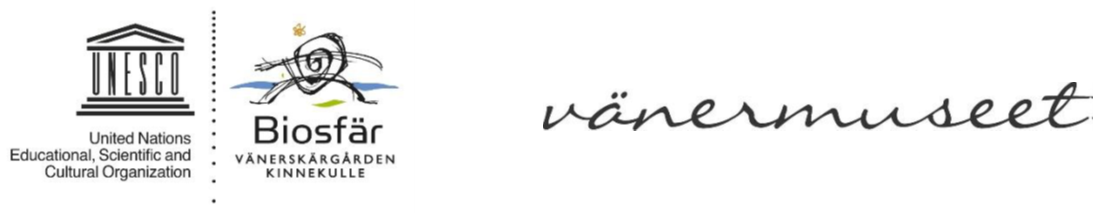 UNESCO
United Nations
Educational, Scientific and
Cultural Organization
Biosfär
VÄNERSKÄRGÅRDEN
KINNEKULLE
vänermuseet